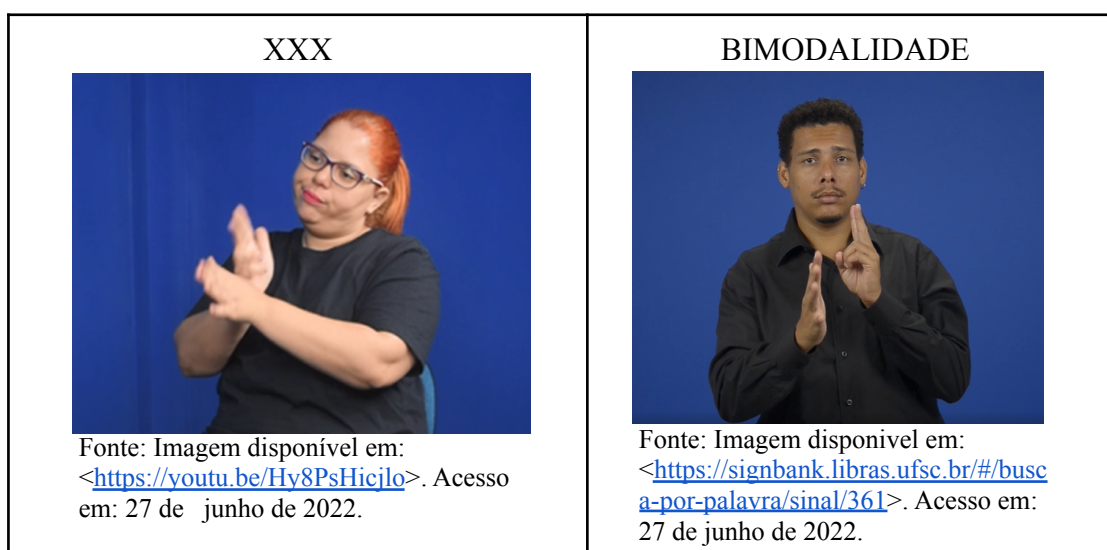 XXX
Fonte: Imagem disponível em:
<https://youtu.be/Hy8PsHicjlo>. Acesso
em: 27 de junho de 2022.
BIMODALIDADE
Fonte: Imagem disponivel em:
<https://signbank.libras.ufsc.br/#/busc
a-por-palavra/sinal/361>. Acesso em:
27 de junho de 2022.